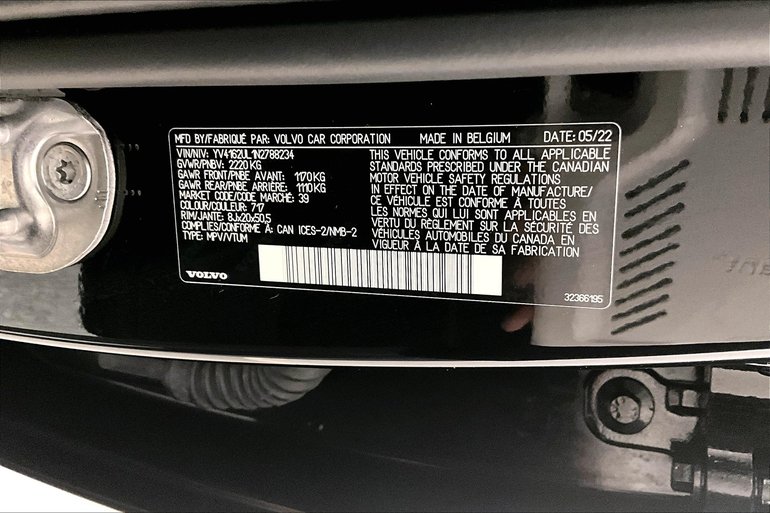 MFD BY/FABRIQUÉ PAR: VOLVO CAR CORPORATION MADE IN BELGIUM DATE: 05/22
VIN/NIV: YV4162UL1N2788234
GVWR/PNBV: 2220 KG
GAWR FRONT/PNBE AVANT: 1170 KG
GAWR REAR/PNBE ARRIÈRE: 1110 KG
MARKET CODE/CODE MARCHÉ: 39
COLOUR/COULEUR: 717
RIM/JANTE: 8Jx20x50,5
COMPLIES/CONFORME À: CAN ICES-2/NMB-2
TYPE: MPV/VTUM
THIS VEHICLE CONFORMS TO ALL APPLICABLE
STANDARDS PRESCRIBED UNDER THE CANADIAN
MOTOR VEHICLE SAFETY REGULATIONS
IN EFFECT ON THE DATE OF MANUFACTURE/
CE VÉHICULE EST CONFORME À TOUTES
LES NORMES QUI LUI SONT APPLICABLES EN
VERTU DU RÈGLEMENT SUR LA SÉCURITÉ DES
VÉHICULES AUTOMOBILES DU CANADA EN
VIGUEUR À LA DATE DE SA FABRICATION
VOLVO
32366195